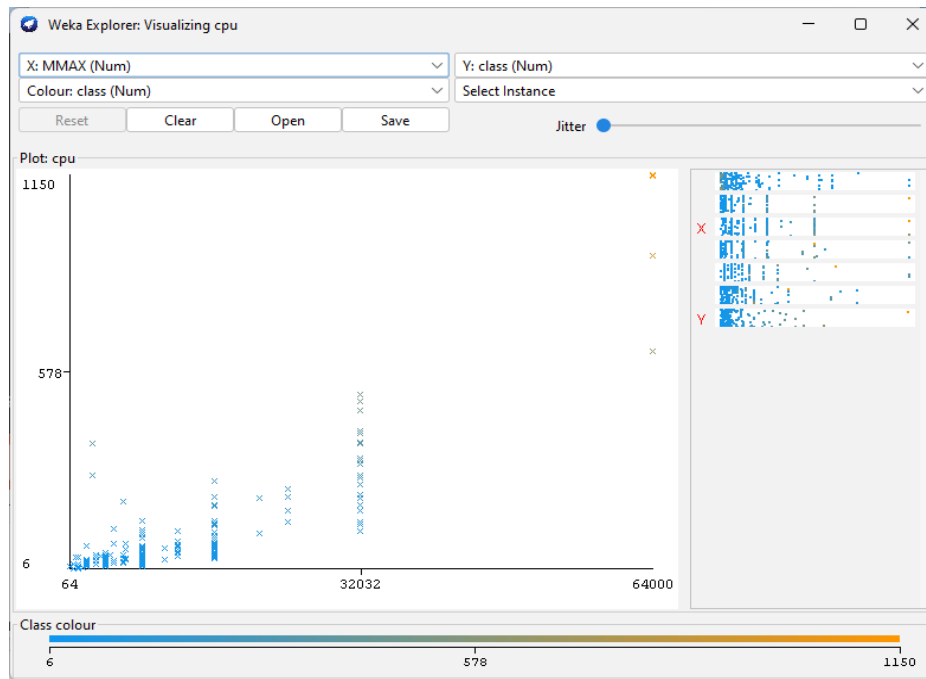 Weka Explorer: Visualizing cpu
X: MMAX (Num)
Y: class (Num)
Colour: class (Num)
Select Instance
Reset
Clear
Open
Save
Jitter
Plot: cpu
1150
578
6
64
32032
64000
X
Y
Class colour
6
578
1150